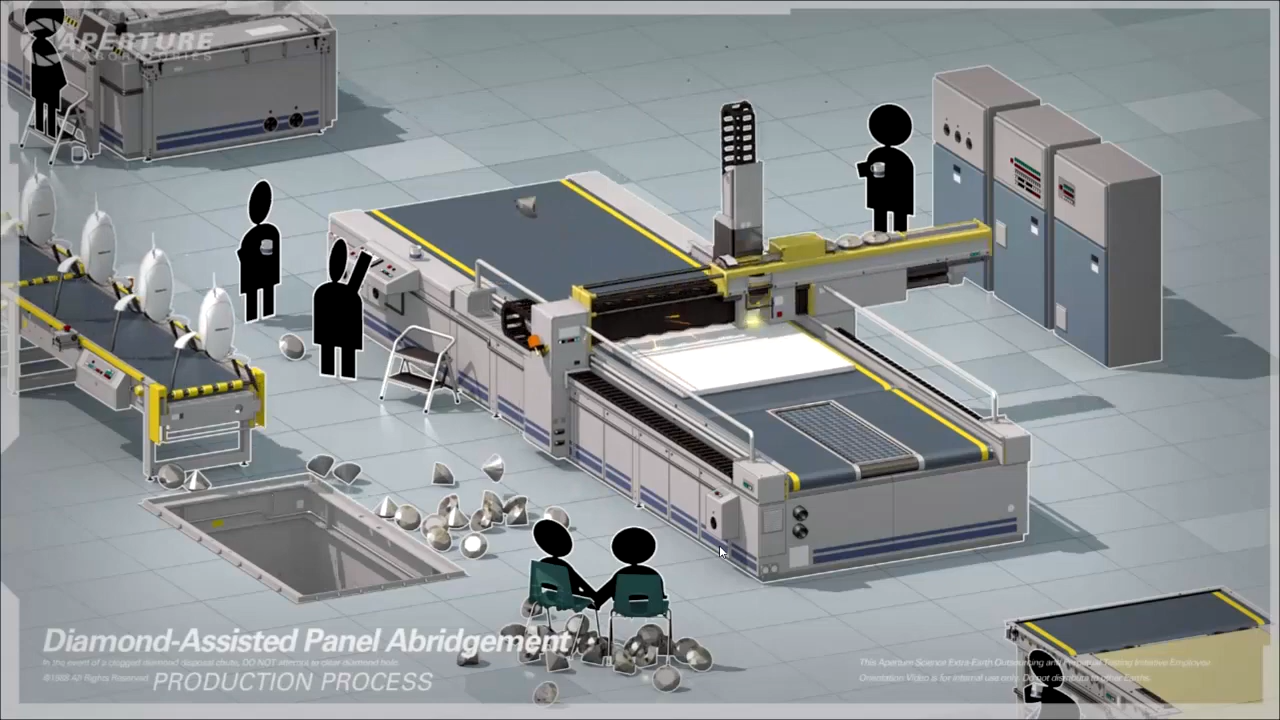 APERTURE
LABORATORIES
Diamond-Assisted Panel Abridgement
In the event of a clogged diamond disposal chute, DO NOT attempt to clear diamond hole.
©1988 All Rights Reserved
PRODUCTION PROCESS
This Aperture Science Extra-Earth Outsourcing and Perpetual Testing Initiative Employee
Orientation Video is for internal use only. Do not distribute to other Earths.